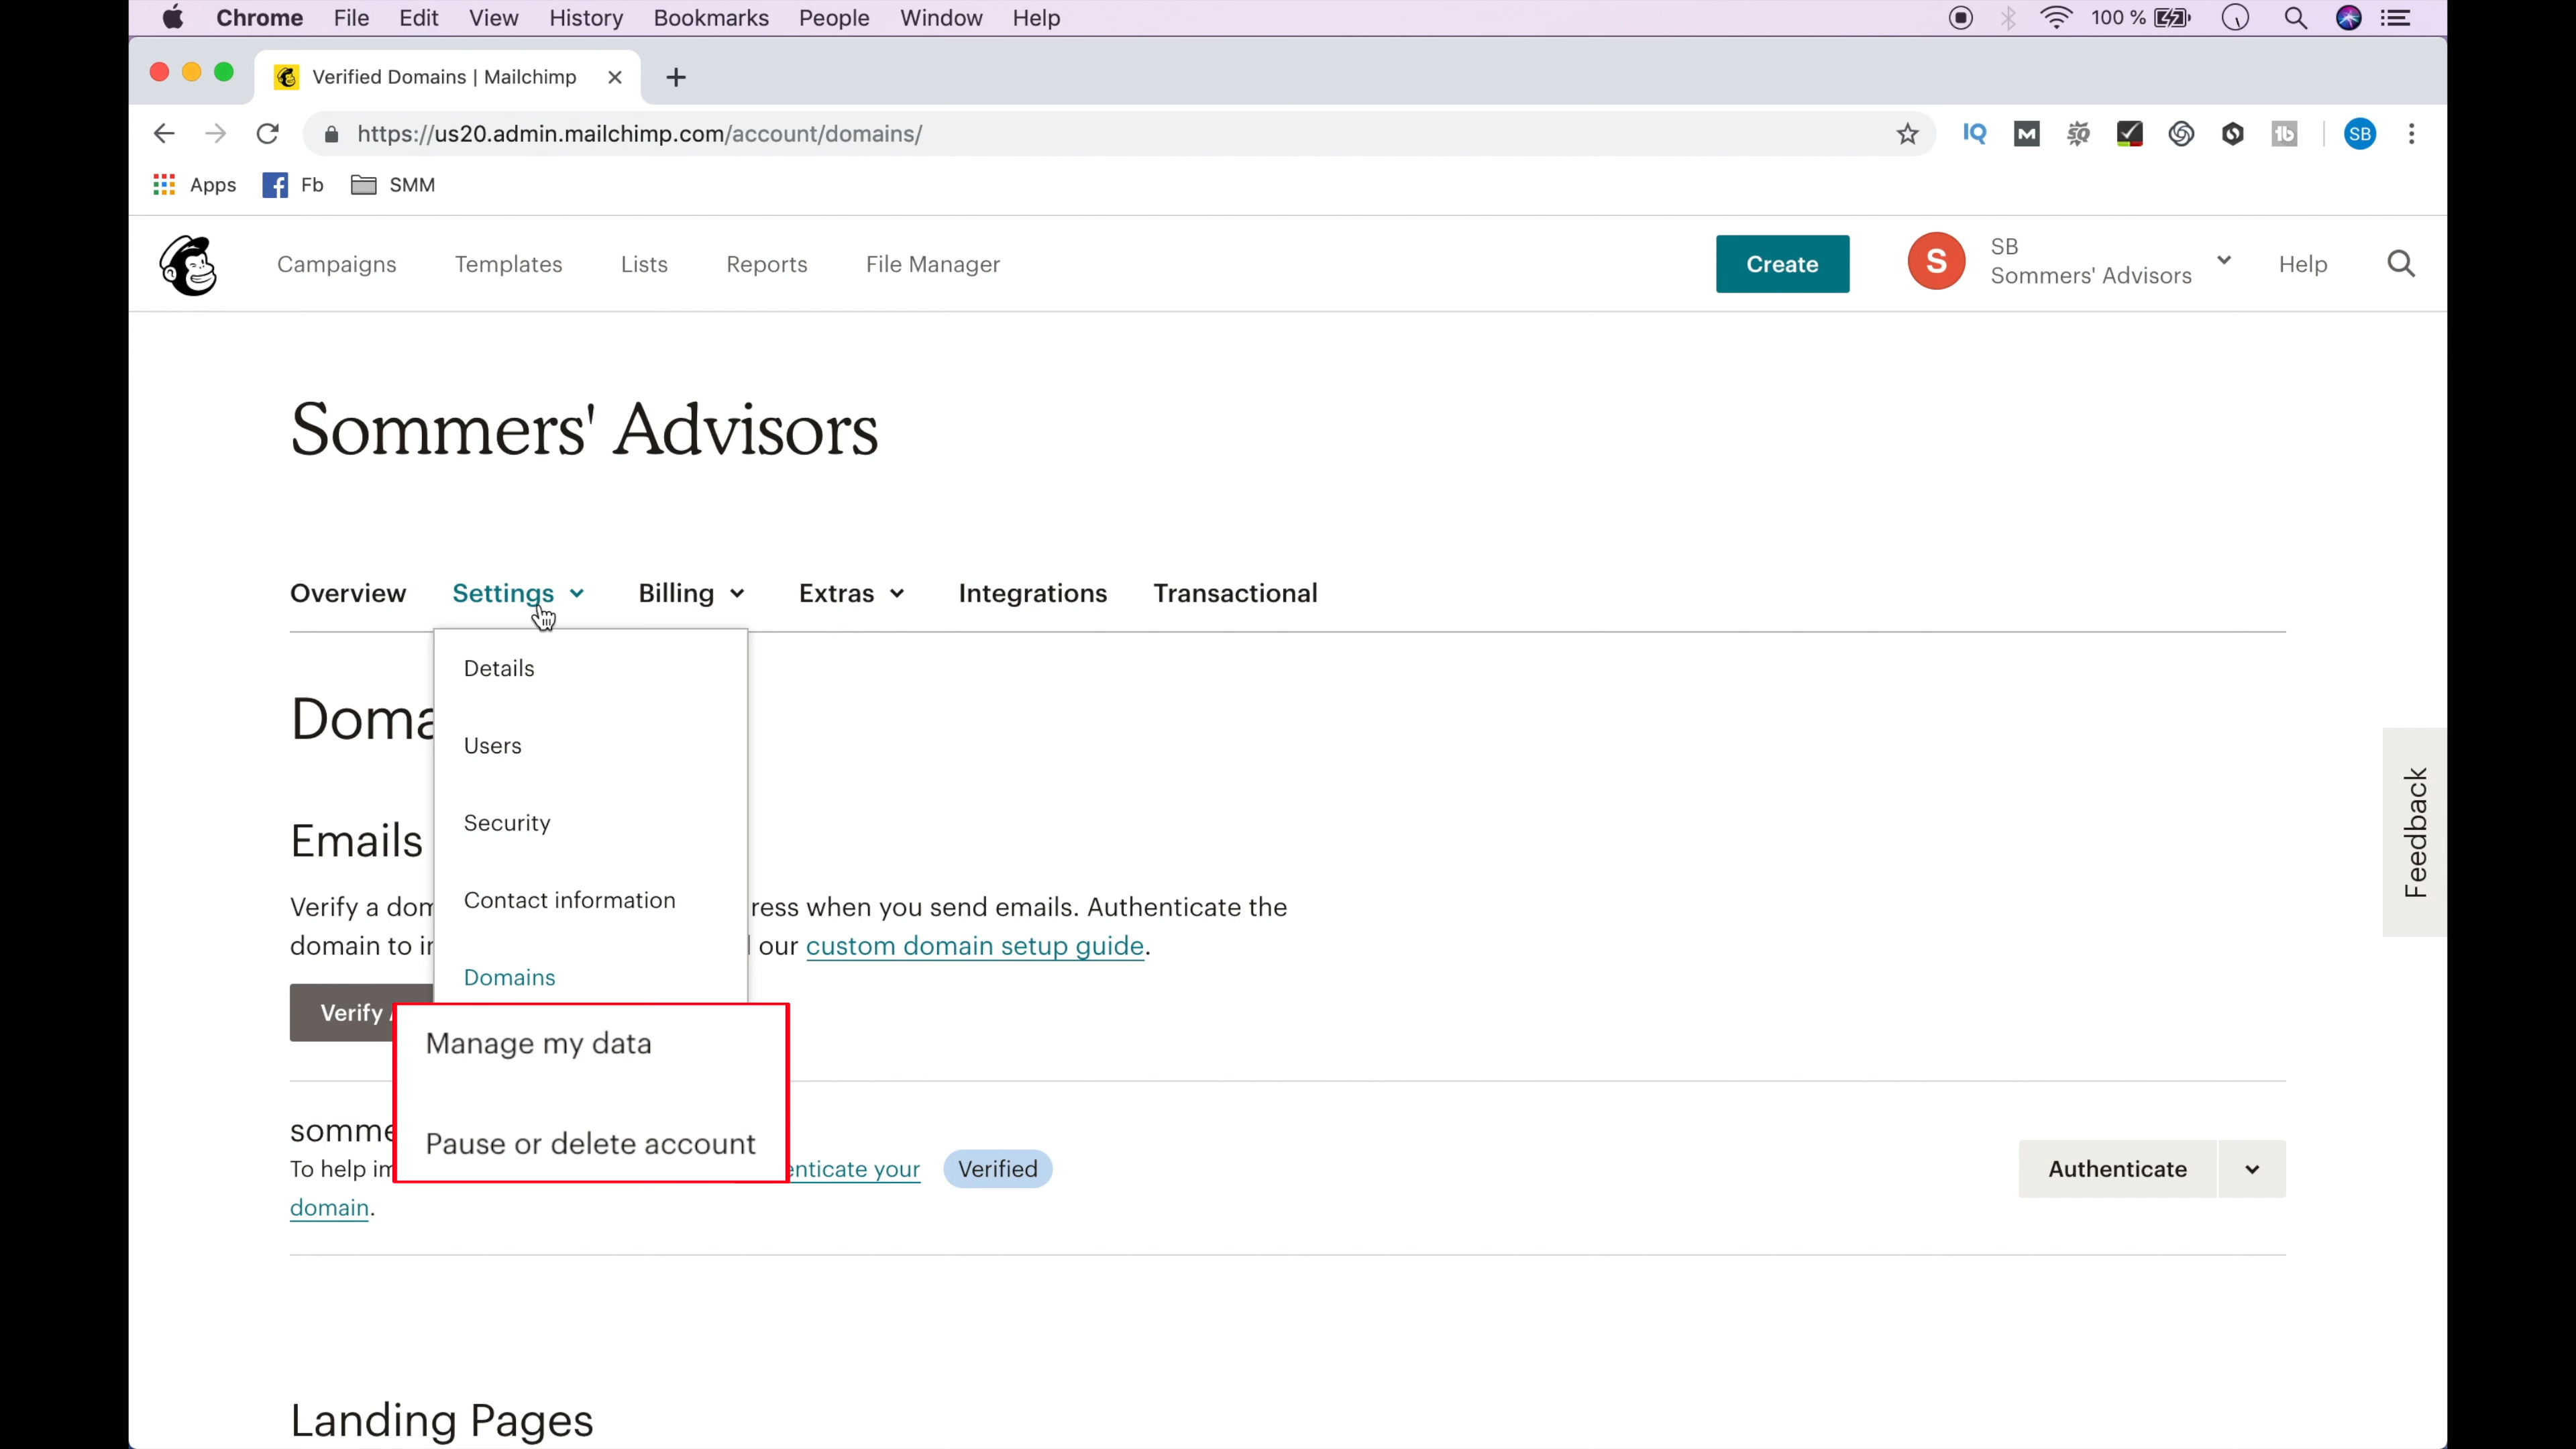 Chrome File Edit View History Bookmarks People Window Help 100 %
Verified Domains | Mailchimp
https://us20.admin.mailchimp.com/account/domains/ IQ M SQ tb SB
Apps Fb SMM
Campaigns Templates Lists Reports File Manager Create S SB Sommers' Advisors Help
Sommers' Advisors
Overview Settings Billing Extras Integrations Transactional
Details
Users
Security
Contact information
Domains
Manage my data
Pause or delete account
Doma
Emails
Verify a dom ress when you send emails. Authenticate the
domain to i our custom domain setup guide.
Verify
somme
To help im enticate your Verified Authenticate
domain.
Landing Pages
Feedback